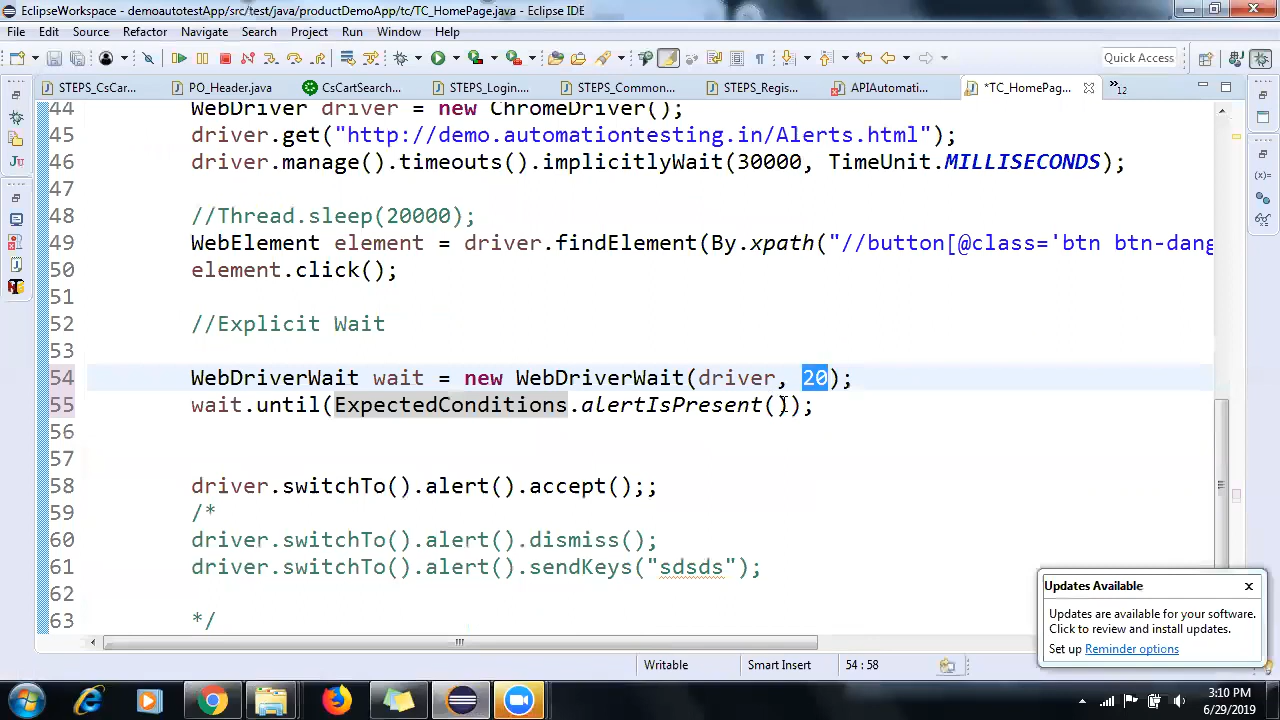 EclipseWorkspace - demoautotestApp/src/test/java/productDemoApp/tc/TC_HomePage.java - Eclipse IDE
File Edit Source Refactor Navigate Search Project Run Window Help
Quick Access
STEPS_CsCar... PO_Header.java CsCartSearch... STEPS_Login.... STEPS_Common... STEPS_Regis... APIAutomati... *TC_HomePag... »12
44 WebDriver driver = new ChromeDriver();
45 driver.get("http://demo.automationtesting.in/Alerts.html");
46 driver.manage().timeouts().implicitlyWait(30000, TimeUnit.MILLISECONDS);
47
48 //Thread.sleep(20000);
49 WebElement element = driver.findElement(By.xpath("//button[@class='btn btn-dang
50 element.click();
51
52 //Explicit Wait
53
54 WebDriverWait wait = new WebDriverWait(driver, 20);
55 wait.until(ExpectedConditions.alertIsPresent());
56
57
58 driver.switchTo().alert().accept();;
59 /*
60 driver.switchTo().alert().dismiss();
61 driver.switchTo().alert().sendKeys("sdsds");
62
63 */
Updates Available
Updates are available for your software.
Click to review and install updates.
Set up Reminder options
Writable Smart Insert 54 : 58
3:10 PM
6/29/2019